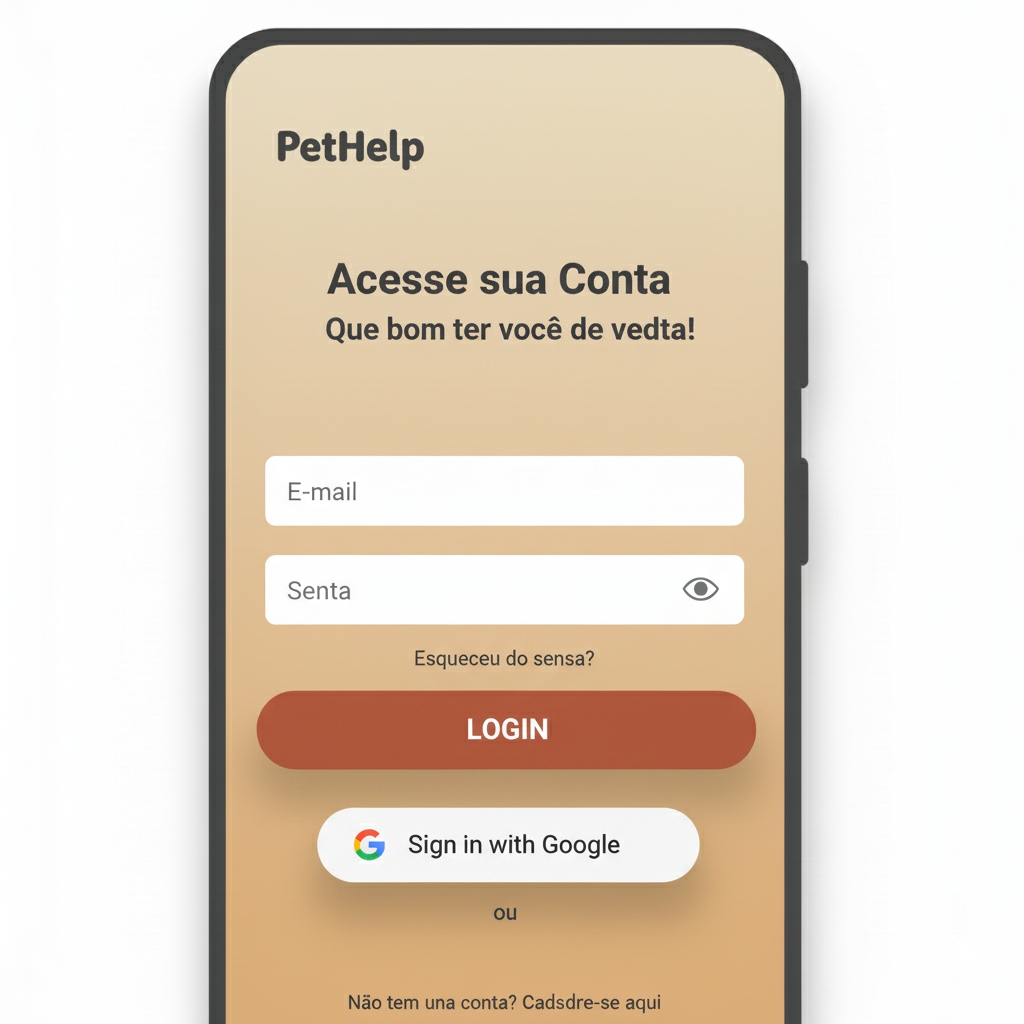 PetHelp
Acesse sua Conta
Que bom ter você de vedta!
E-mail
Senta
Esqueceu do sensa?
LOGIN
Sign in with Google
ou
Não tem una conta? Cadsdre-se aqui